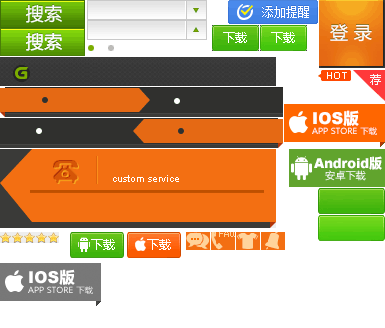 搜索
添加提醒
登录
搜索
下载
下载
HOT
荐
IOS版
APP STORE 下载
Android版
安卓下载
custom service
FAQ
下载
下载
IOS版
APP STORE 下载